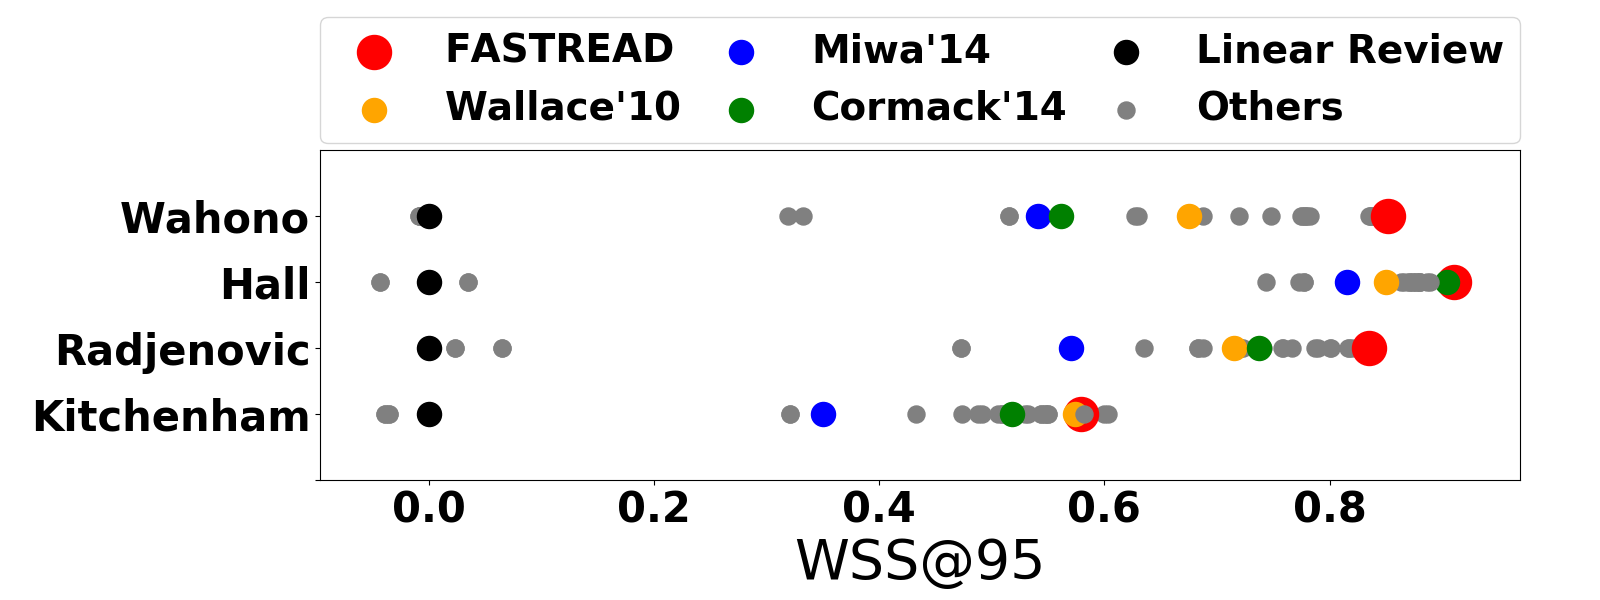 FASTREAD Miwa'14 Linear Review
Wallace'10 Cormack'14 Others
Wahono
Hall
Radjenovic
Kitchenham
0.0 0.2 0.4 0.6 0.8
WSS@95